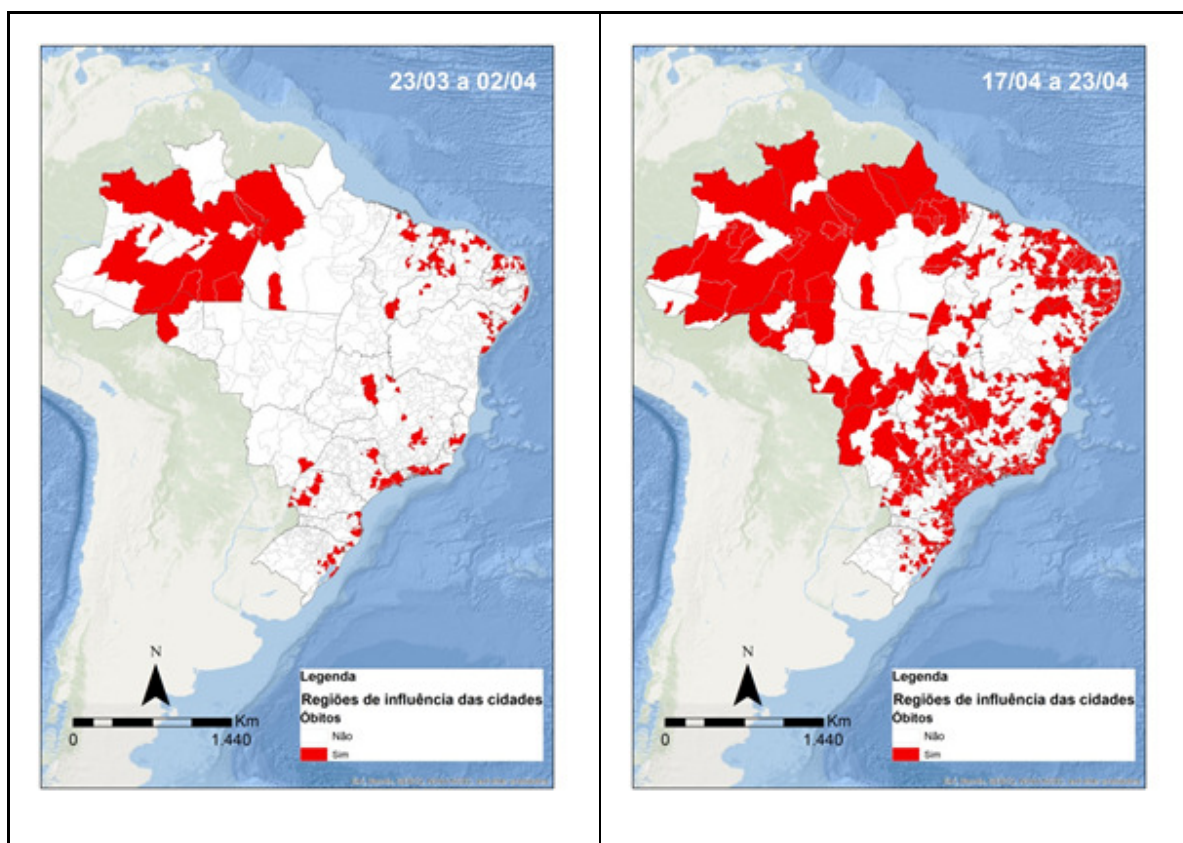 23/03 a 02/04
N
Km
0
1.440
Legenda
Regiões de influência das cidades
Óbitos
Não
Sim
17/04 a 23/04
N
Km
0
1.440
Legenda
Regiões de influência das cidades
Óbitos
Não
Sim